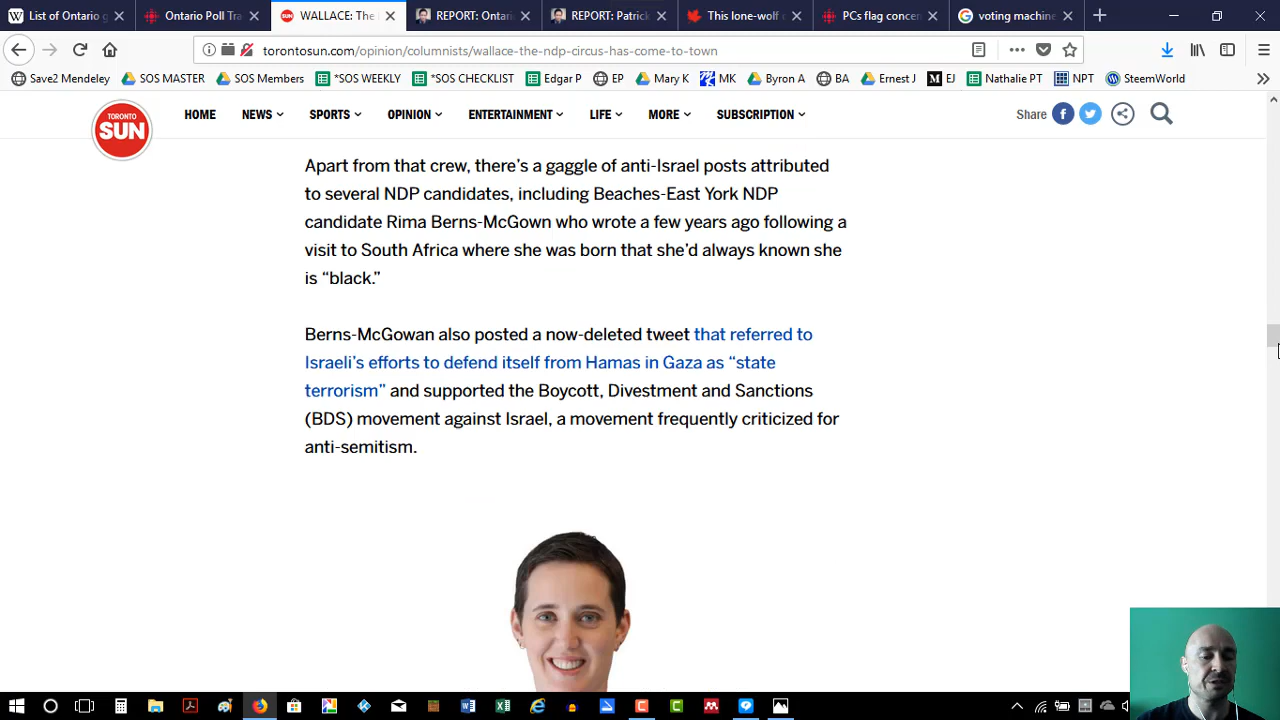 List of Ontario g
Ontario Poll Tra
WALLACE: The
REPORT: Ontari
REPORT: Patrick
This lone-wolf c
PCs flag concer
voting machine
torontosun.com/opinion/columnists/wallace-the-ndp-circus-has-come-to-town
Save2 Mendeley
SOS MASTER
SOS Members
*SOS WEEKLY
*SOS CHECKLIST
Edgar P
EP
Mary K
MK
Byron A
BA
Ernest J
EJ
Nathalie PT
NPT
SteemWorld
TORONTO
SUN
HOME
NEWS
SPORTS
OPINION
ENTERTAINMENT
LIFE
MORE
SUBSCRIPTION
Share
Apart from that crew, there's a gaggle of anti-Israel posts attributed
to several NDP candidates, including Beaches-East York NDP
candidate Rima Berns-McGown who wrote a few years ago following a
visit to South Africa where she was born that she'd always known she
is “black.”
Berns-McGowan also posted a now-deleted tweet that referred to
Israeli's efforts to defend itself from Hamas in Gaza as “state
terrorism” and supported the Boycott, Divestment and Sanctions
(BDS) movement against Israel, a movement frequently criticized for
anti-semitism.